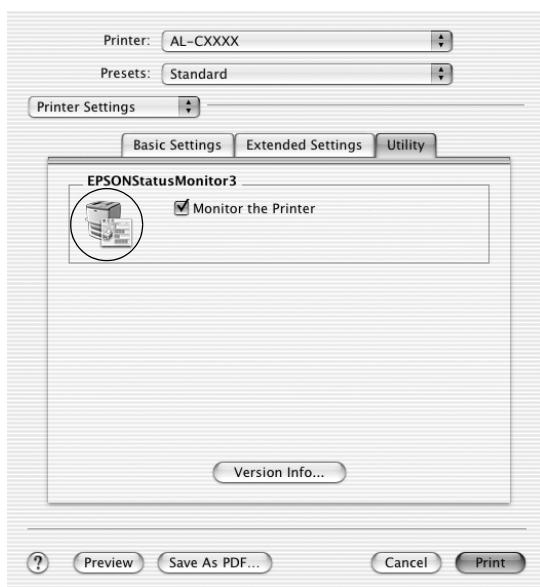 Printer: AL-CXXXX
Presets: Standard
Printer Settings
Basic Settings Extended Settings Utility
EPSONStatusMonitor3
Monitor the Printer
Version Info...
? Preview Save As PDF... Cancel Print